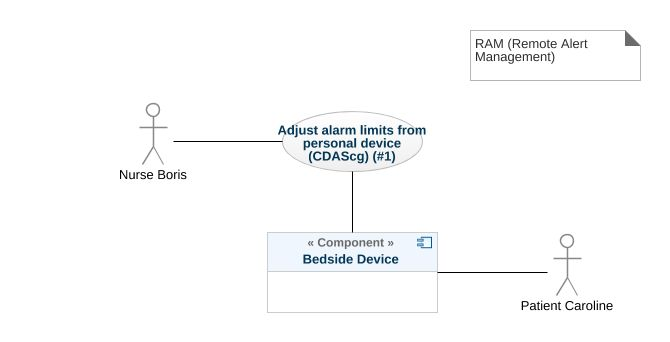 RAM (Remote Alert
Management)
Adjust alarm limits from
personal device
(CDAScg) (#1)
Nurse Boris
« Component »
Bedside Device
Patient Caroline